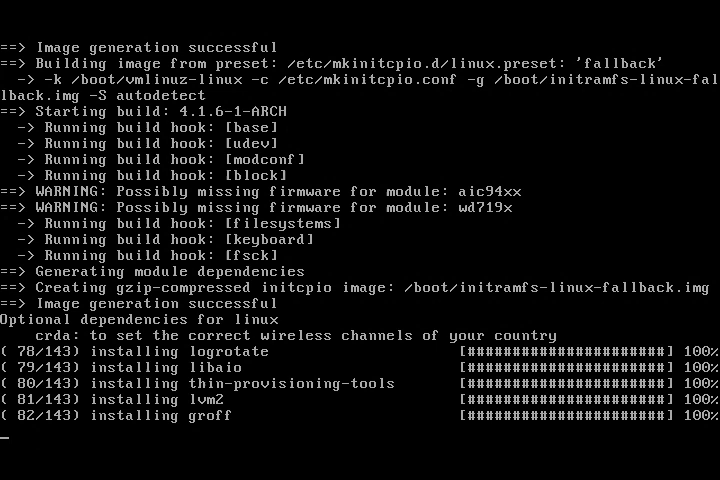 ==> Image generation successful
==> Building image from preset: /etc/mkinitcpio.d/linux.preset: 'fallback'
  -> -k /boot/vmlinuz-linux -c /etc/mkinitcpio.conf -g /boot/initramfs-linux-fal
lback.img -S autodetect
==> Starting build: 4.1.6-1-ARCH
  -> Running build hook: [base]
  -> Running build hook: [udev]
  -> Running build hook: [modconf]
  -> Running build hook: [block]
==> WARNING: Possibly missing firmware for module: aic94xx
==> WARNING: Possibly missing firmware for module: wd719x
  -> Running build hook: [filesystems]
  -> Running build hook: [keyboard]
  -> Running build hook: [fsck]
==> Generating module dependencies
==> Creating gzip-compressed initcpio image: /boot/initramfs-linux-fallback.img
==> Image generation successful
Optional dependencies for linux
    crda: to set the correct wireless channels of your country
( 78/143) installing logrotate                      [######################] 100%
( 79/143) installing libaio                         [######################] 100%
( 80/143) installing thin-provisioning-tools        [######################] 100%
( 81/143) installing lvm2                           [######################] 100%
( 82/143) installing groff                          [######################] 100%
_